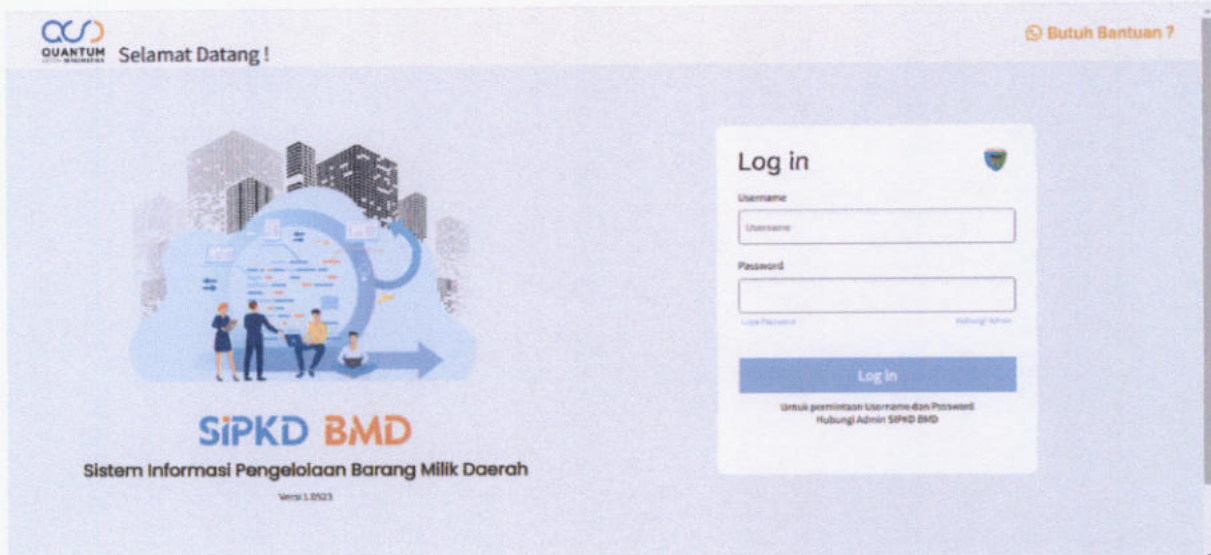 QUANTUM
Selamat Datang !
Butuh Bantuan ?
Log in
Username
Username
Password
Lupa Password
Hubungi Admin
Log in
Untuk permintaan Username dan Password
Hubungi Admin SIPKD BMD
SiPKD BMD
Sistem Informasi Pengelolaan Barang Milik Daerah